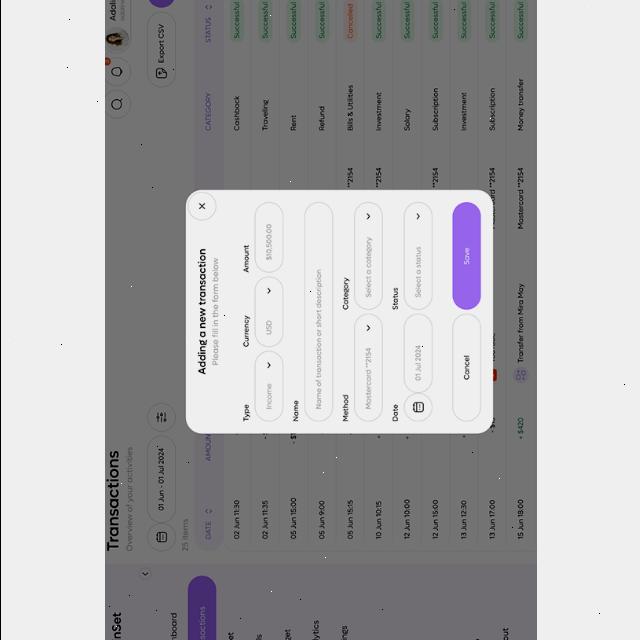 nSet
nboard
nsactions
et
ls
get
lytics
ngs
out
Transactions
Overview of your activities
01 Jun - 01 Jul 2024
Export CSV
25 items
DATE
AMOUN
CATEGORY
STATUS
02 Jun 11:30 Cashback Successful
02 Jun 11:35 Travelling Successful
05 Jun 15:00 Rent Successful
05 Jun 9:00 Refund Successful
05 Jun 15:15 **2154 Bills & Utilities Cancelled
10 Jun 10:15 **2154 Investment Successful
12 Jun 10:00 Salary Successful
12 Jun 15:00 **2154 Subscription Successful
13 Jun 12:30 Investment Successful
13 Jun 17:00 **2154 Subscription Successful
15 Jun 18:00 + $420 Transfer from Mira May Mastercard **2154 Money transfer Successful
Adding a new transaction
Please fill in the form below
Type Currency Amount
Income USD $10,500.00
Name
Name of transaction or short description
Method Category
Mastercard **2154 Select a category
Date Status
01 Jul 2024 Select a status
Cancel Save